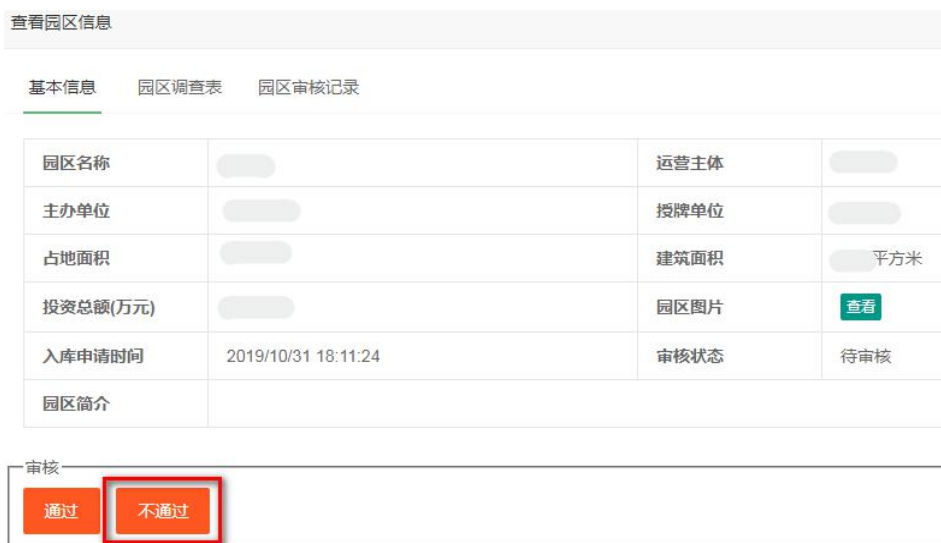 查看园区信息
基本信息 园区调查表 园区审核记录
园区名称 运营主体
主办单位 授牌单位
占地面积 建筑面积 平方米
投资总额(万元) 园区图片 查看
入库申请时间 2019/10/31 18:11:24 审核状态 待审核
园区简介
审核
通过 不通过